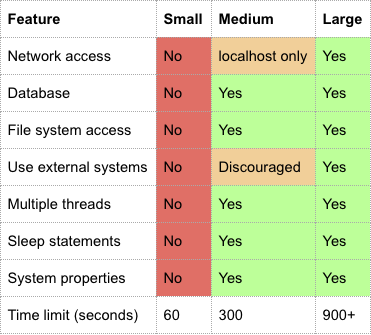 Feature Small Medium Large
Network access No localhost only Yes
Database No Yes Yes
File system access No Yes Yes
Use external systems No Discouraged Yes
Multiple threads No Yes Yes
Sleep statements No Yes Yes
System properties No Yes Yes
Time limit (seconds) 60 300 900+